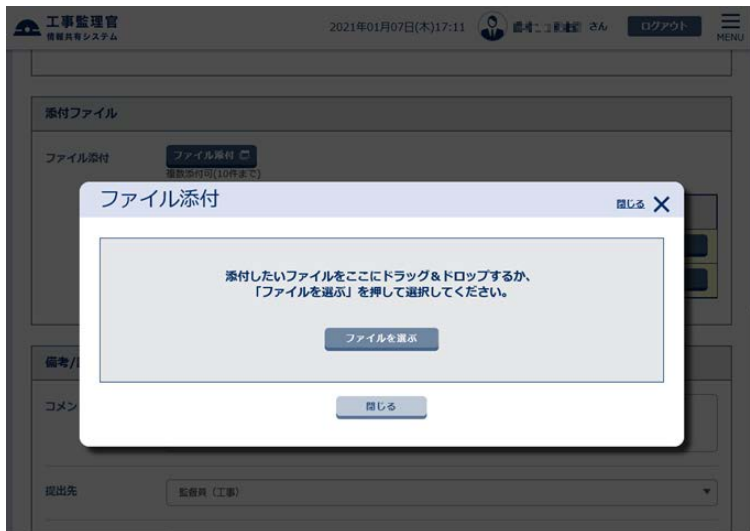 工事監理官
情報共有システム
2021年01月07日(木)17:11
さん
ログアウト
MENU
添付ファイル
ファイル添付
ファイル添付
複数添付可(10件まで)
ファイル添付
閉じる
添付したいファイルをここにドラッグ&ドロップするか、
「ファイルを選ぶ」を押して選択してください。
ファイルを選ぶ
閉じる
備考/
コメン
提出先
監督員（工事）